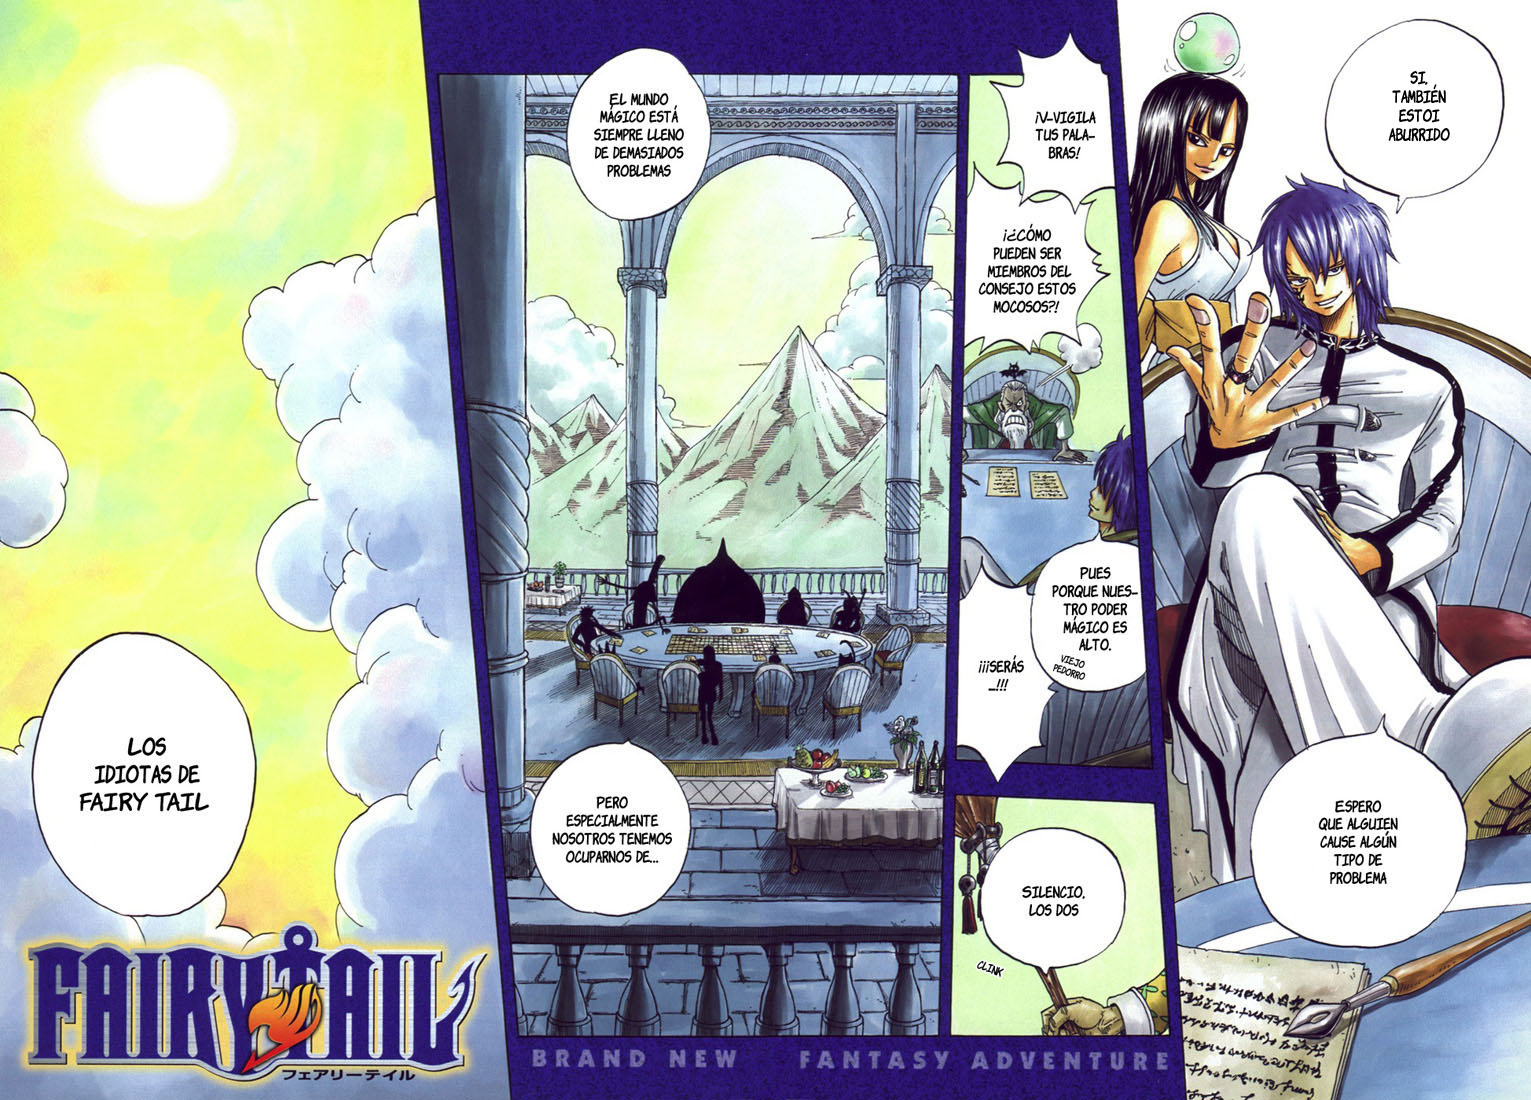 SI,
TAMBIÉN
ESTOI
ABURRIDO
ESPERO
QUE ALGUIEN
CAUSE ALGÚN
TIPO DE
PROBLEMA
¡V-VIGILA
TUS PALA-
BRAS!
¡¿CÓMO
PUEDEN SER
MIEMBROS DEL
CONSEJO ESTOS
MOCOSOS?!
PUES
PORQUE NUES-
TRO PODER
MÁGICO ES
ALTO.
VIEJO
PEDORRO
¡¡¡SERÁS
...!!!
SILENCIO,
LOS DOS
CLINK
EL MUNDO
MÁGICO ESTÁ
SIEMPRE LLENO
DE DEMASIADOS
PROBLEMAS
PERO
ESPECIALMENTE
NOSOTROS TENEMOS
OCUPARNOS DE...
LOS
IDIOTAS DE
FAIRY TAIL
FAIRY TAIL
フェアリーテイル
BRAND NEW FANTASY ADVENTURE